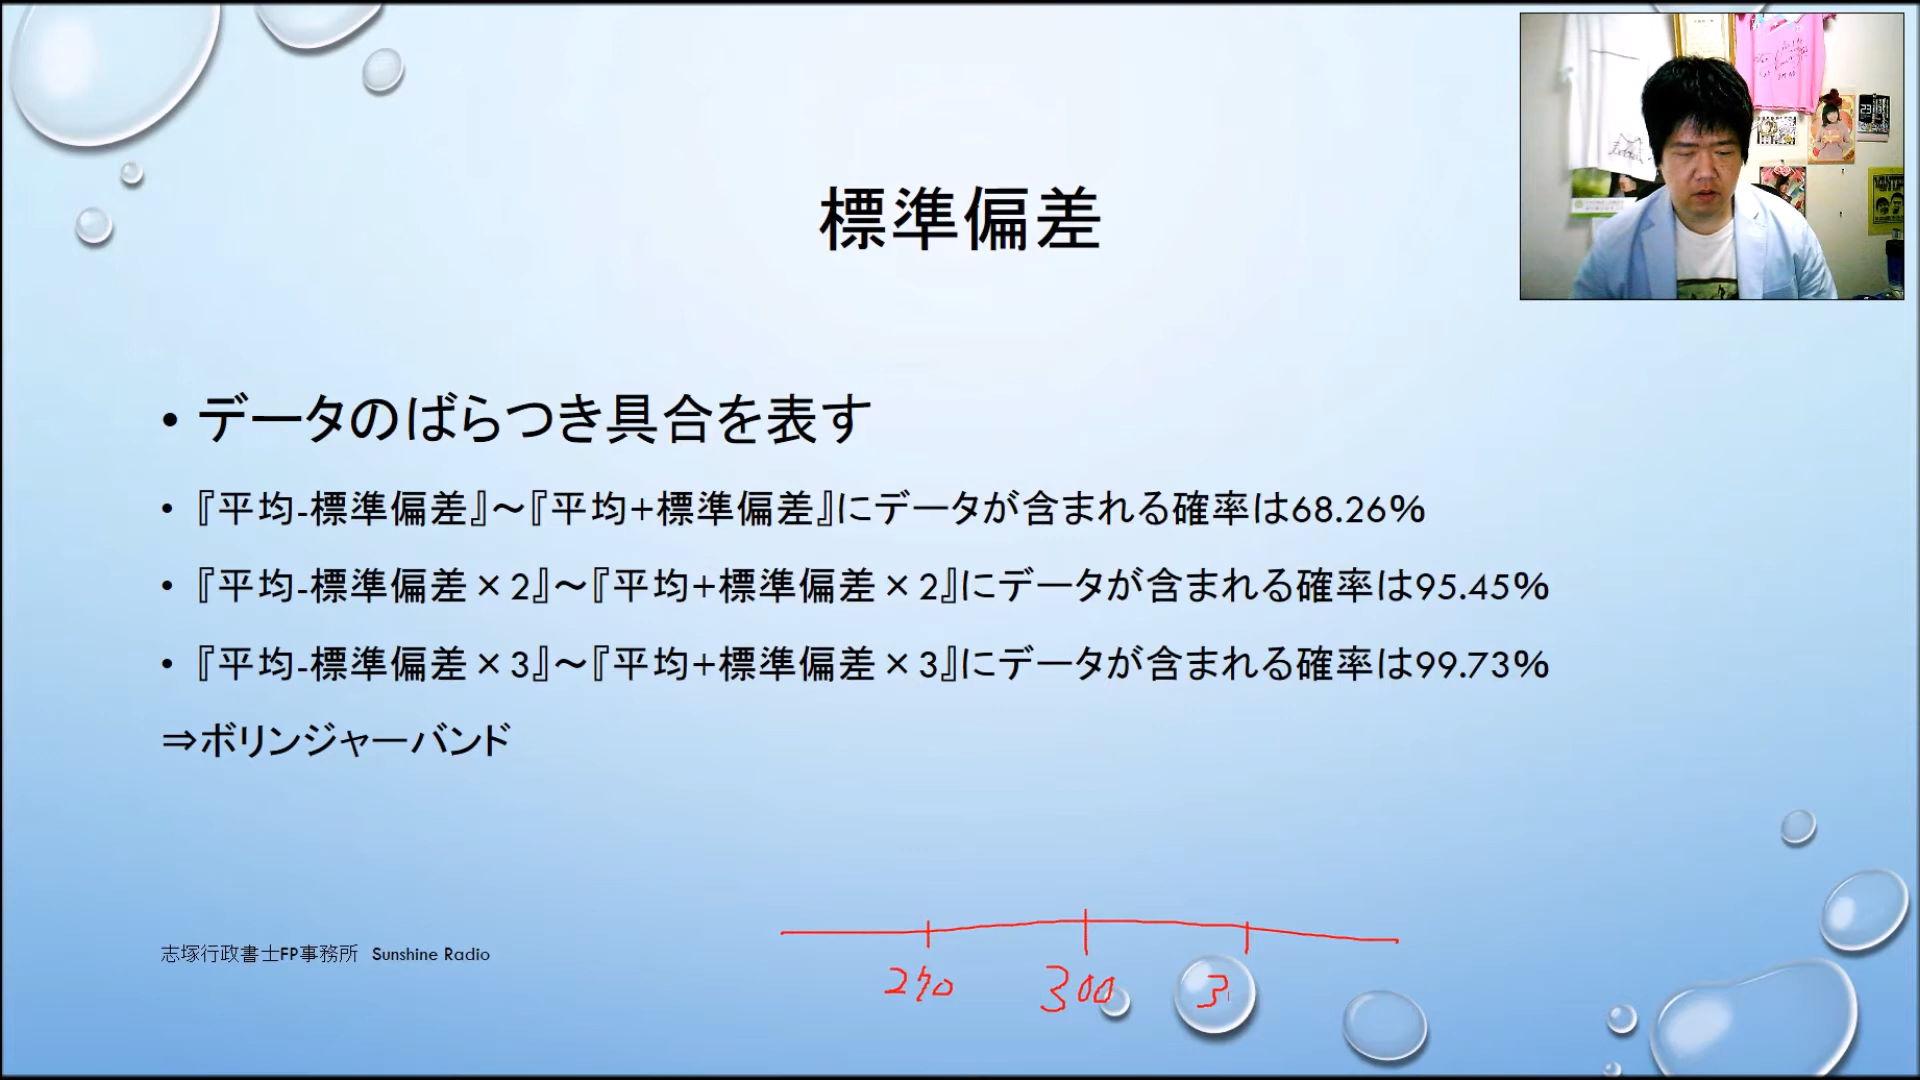 標準偏差
• データのばらつき具合を表す
• 『平均-標準偏差』～『平均+標準偏差』にデータが含まれる確率は68.26%
• 『平均-標準偏差×2』～『平均+標準偏差×2』にデータが含まれる確率は95.45%
• 『平均-標準偏差×3』～『平均+標準偏差×3』にデータが含まれる確率は99.73%
⇒ボリンジャーバンド
270 300 3
志塚行政書士FP事務所 Sunshine Radio
23